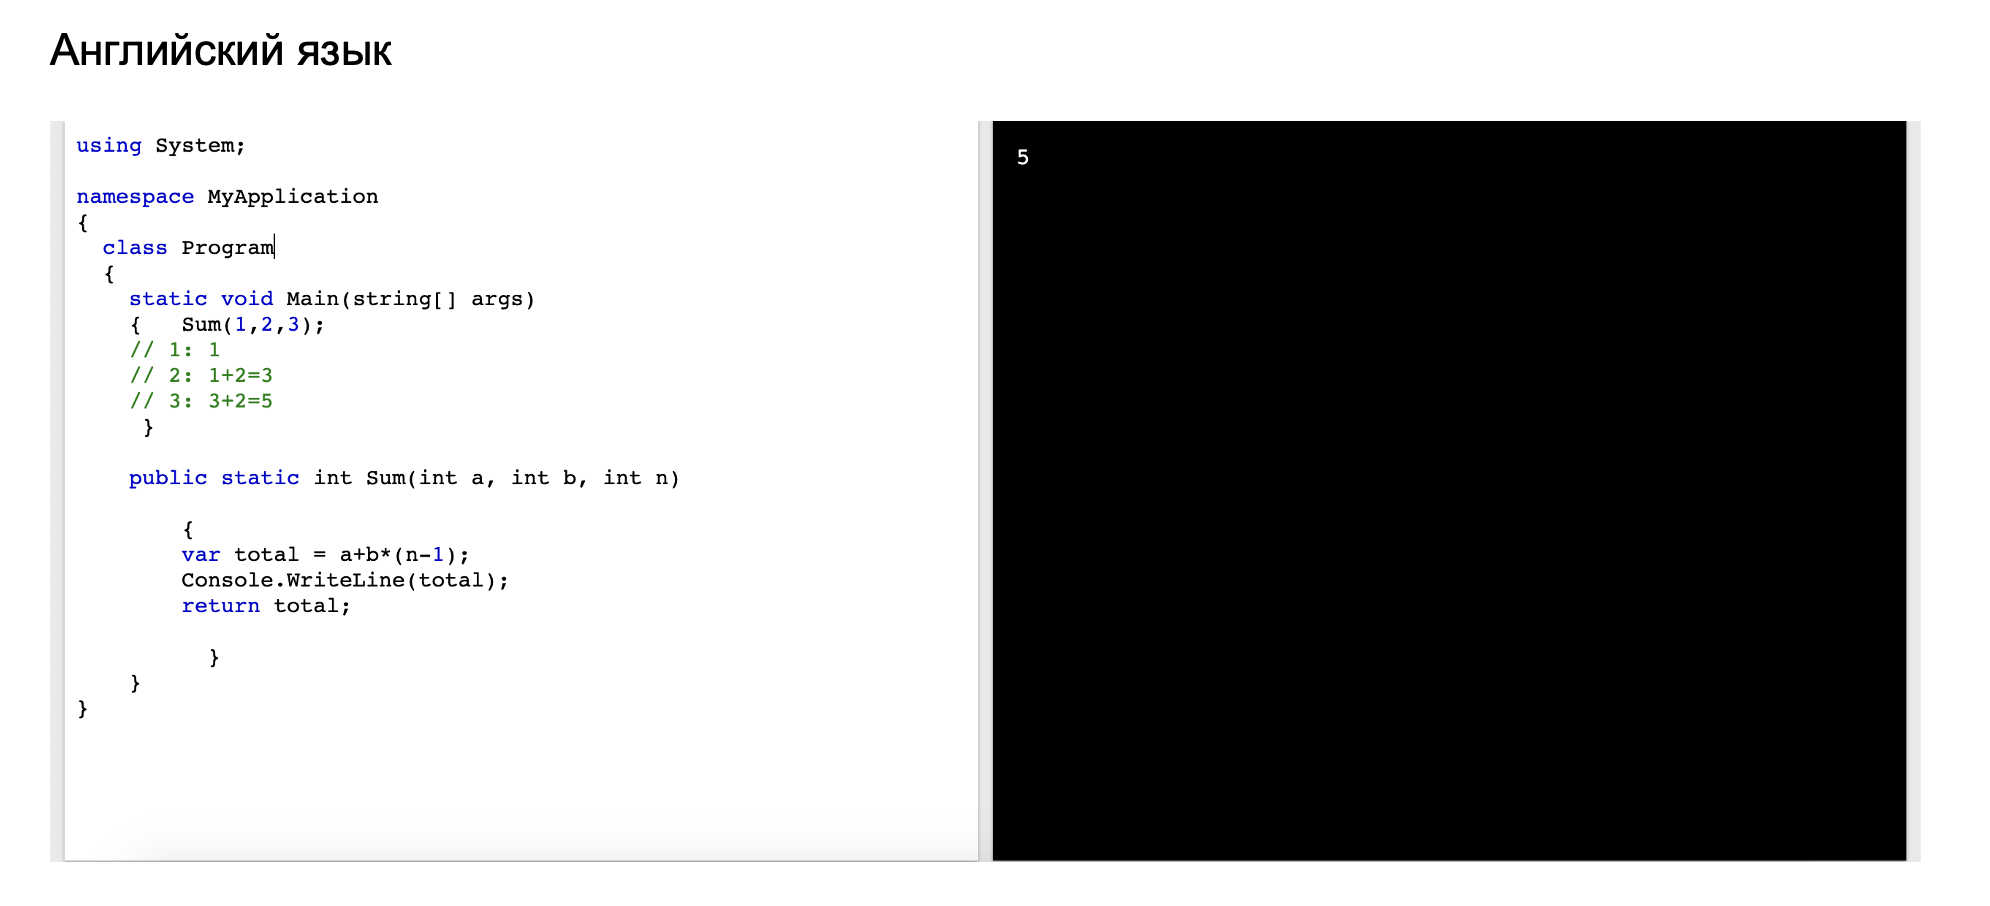 Английский язык
using System;
namespace MyApplication
{
class Program
{
static void Main(string[] args)
{   Sum(1,2,3);
// 1: 1
// 2: 1+2=3
// 3: 3+2=5
}
public static int Sum(int a, int b, int n)
{
var total = a+b*(n-1);
Console.WriteLine(total);
return total;
}
}
}
5